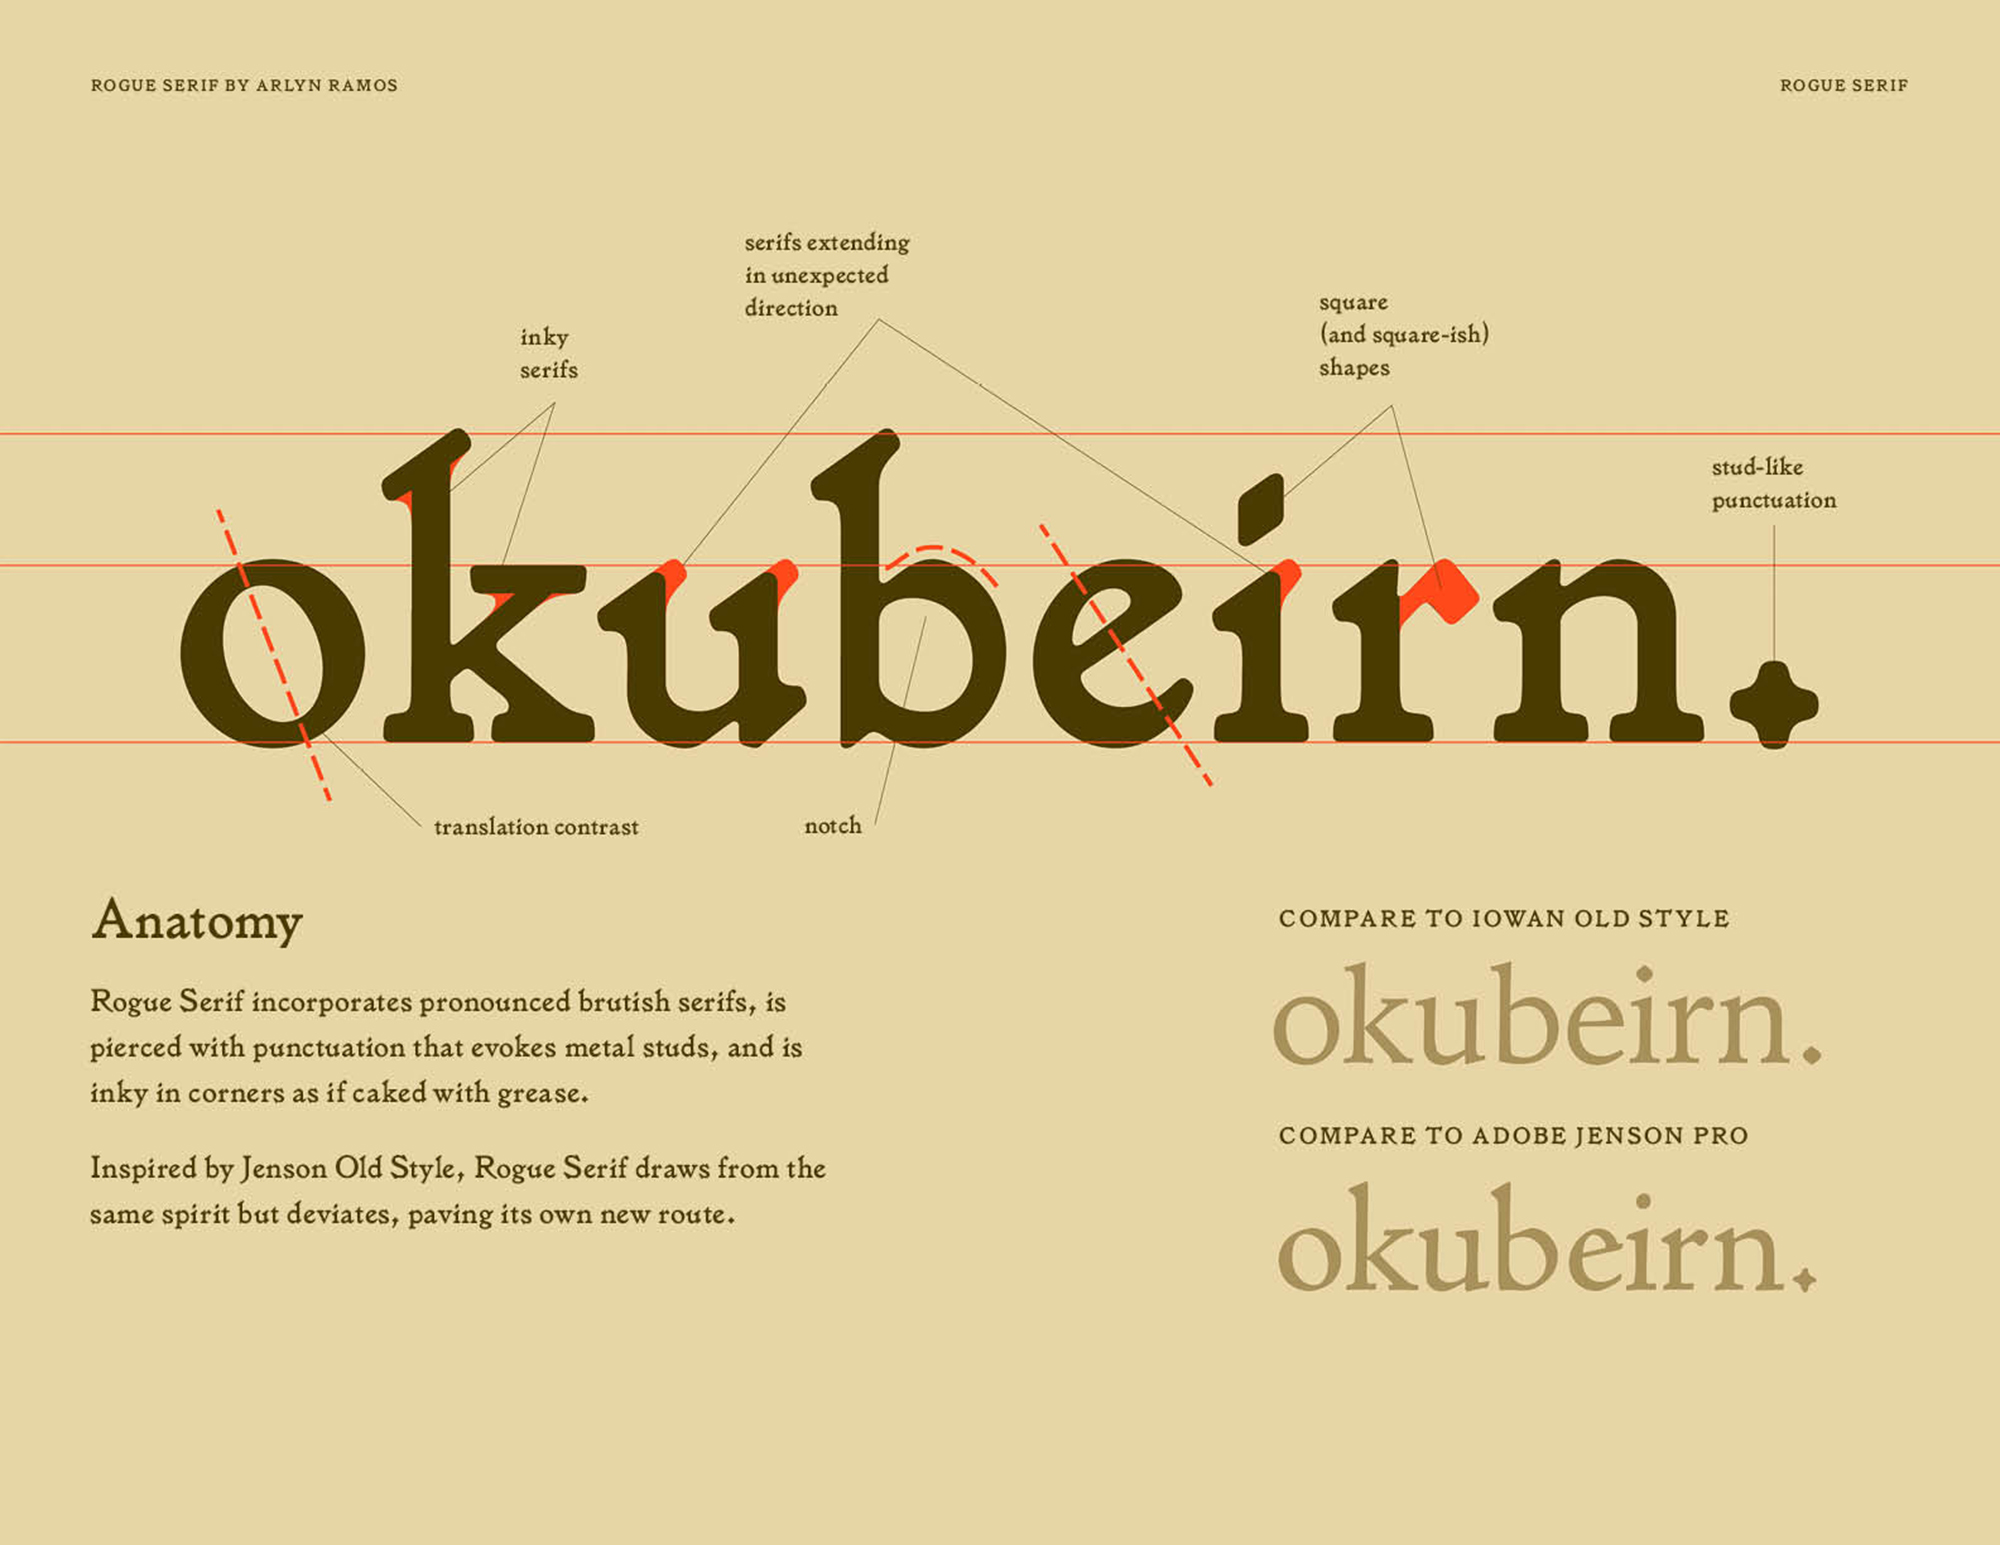 ROGUE SERIF BY ARLYN RAMOS
ROGUE SERIF
serifs extending
in unexpected
direction
inky
serifs
square
(and square-ish)
shapes
stud-like
punctuation
okubeirn.
translation contrast
notch
Anatomy
Rogue Serif incorporates pronounced brutish serifs, is
pierced with punctuation that evokes metal studs, and is
inky in corners as if caked with grease.
Inspired by Jenson Old Style, Rogue Serif draws from the
same spirit but deviates, paving its own new route.
COMPARE TO IOWAN OLD STYLE
okubeirn.
COMPARE TO ADOBE JENSON PRO
okubeirn.